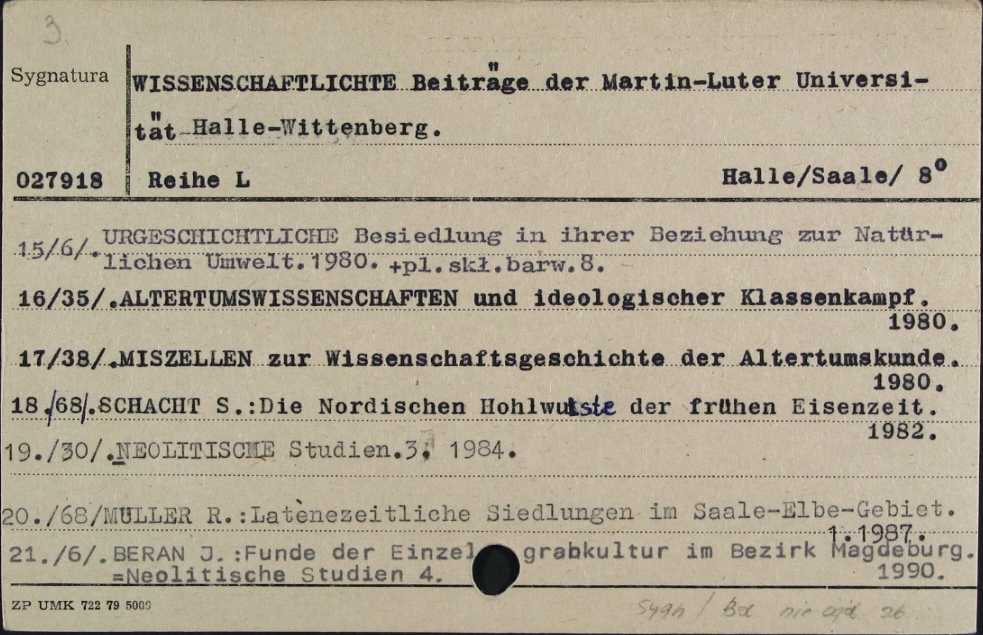 3.
Sygnatura
WISSENSCHAFTLICHTE Beiträge der Martin-Luter Universi-
tät Halle-Wittenberg.
027918 Reihe L Halle/Saale/ 8°
15/6/. URGESCHICHTLICHE Besiedlung in ihrer Beziehung zur Natür-
lichen Umwelt.1980. +pl.skł.barw.8.
16/35/.ALTERTUMSWISSENSCHAFTEN und ideologischer Klassenkampf.
1980.
17/38/.MISZELLEN zur Wissenschaftsgeschichte der Altertumskunde.
1980.
18./68/.SCHACHT S.:Die Nordischen Hohlwulste der frühen Eisenzeit.
1982.
19./30/.NEOLITISCHE Studien.3. 1984.
20./68/MULLER R.:Latènezeitliche Siedlungen im Saale-Elbe-Gebiet.
1.1987.
21./6/.BERAN J.:Funde der Einzel grabkultur im Bezirk Magdeburg.
=Neolitische Studien 4. 1990.
ZP UMK 722 79 5000
Sygn /